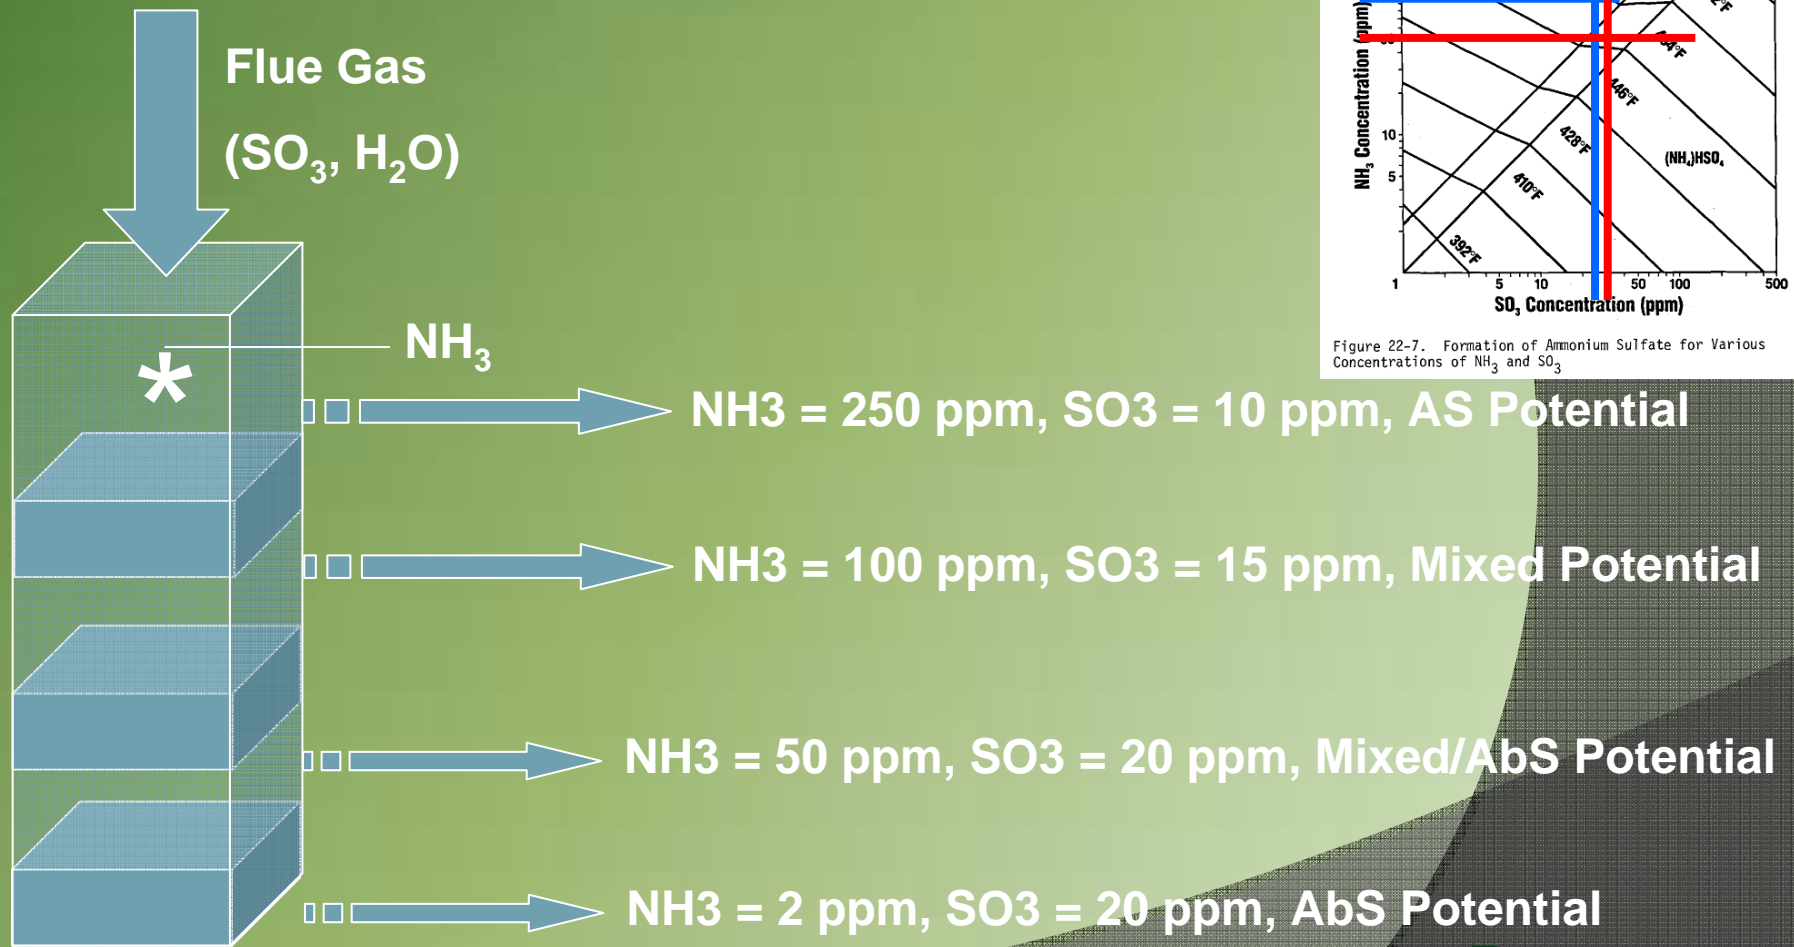 Flue Gas
(SO₃, H₂O)
*
NH₃
NH3 = 250 ppm, SO3 = 10 ppm, AS Potential
NH3 = 100 ppm, SO3 = 15 ppm, Mixed Potential
NH3 = 50 ppm, SO3 = 20 ppm, Mixed/AbS Potential
NH3 = 2 ppm, SO3 = 20 ppm, AbS Potential
NH₃ Concentration (ppm)
10
5
446°F
428°F
410°F
392°F
(NH₄)HSO₄
1 5 10 50 100 500
SO₃ Concentration (ppm)
Figure 22-7. Formation of Ammonium Sulfate for Various
Concentrations of NH₃ and SO₃